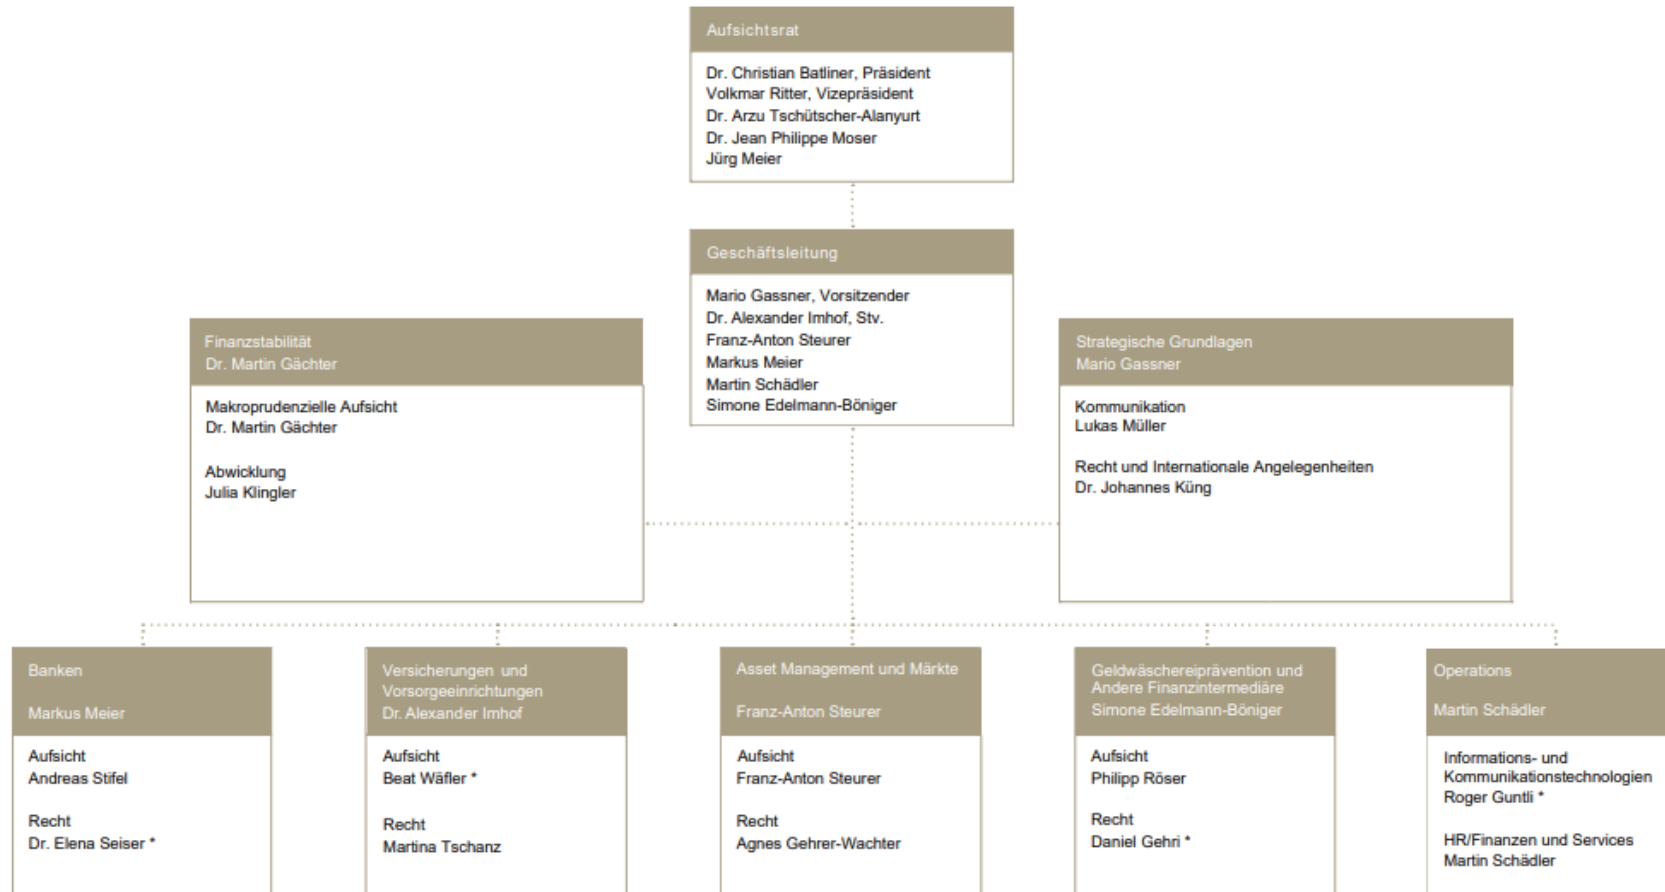 Aufsichtsrat
Dr. Christian Batliner, Präsident
Volkmar Ritter, Vizepräsident
Dr. Arzu Tschütscher-Alanyurt
Dr. Jean Philippe Moser
Jürg Meier
Geschäftsleitung
Mario Gassner, Vorsitzender
Dr. Alexander Imhof, Stv.
Franz-Anton Steurer
Markus Meier
Martin Schädler
Simone Edelmann-Böniger
Finanzstabilität
Dr. Martin Gächter
Makroprudenzielle Aufsicht
Dr. Martin Gächter
Abwicklung
Julia Klingler
Strategische Grundlagen
Mario Gassner
Kommunikation
Lukas Müller
Recht und Internationale Angelegenheiten
Dr. Johannes Küng
Banken
Markus Meier
Aufsicht
Andreas Stifel
Recht
Dr. Elena Seiser *
Versicherungen und
Vorsorgeeinrichtungen
Dr. Alexander Imhof
Aufsicht
Beat Wäfler *
Recht
Martina Tschanz
Asset Management und Märkte
Franz-Anton Steurer
Aufsicht
Franz-Anton Steurer
Recht
Agnes Gehrer-Wachter
Geldwäschereiprävention und
Andere Finanzintermediäre
Simone Edelmann-Böniger
Aufsicht
Philipp Röser
Recht
Daniel Gehri *
Operations
Martin Schädler
Informations- und
Kommunikationstechnologien
Roger Guntli *
HR/Finanzen und Services
Martin Schädler